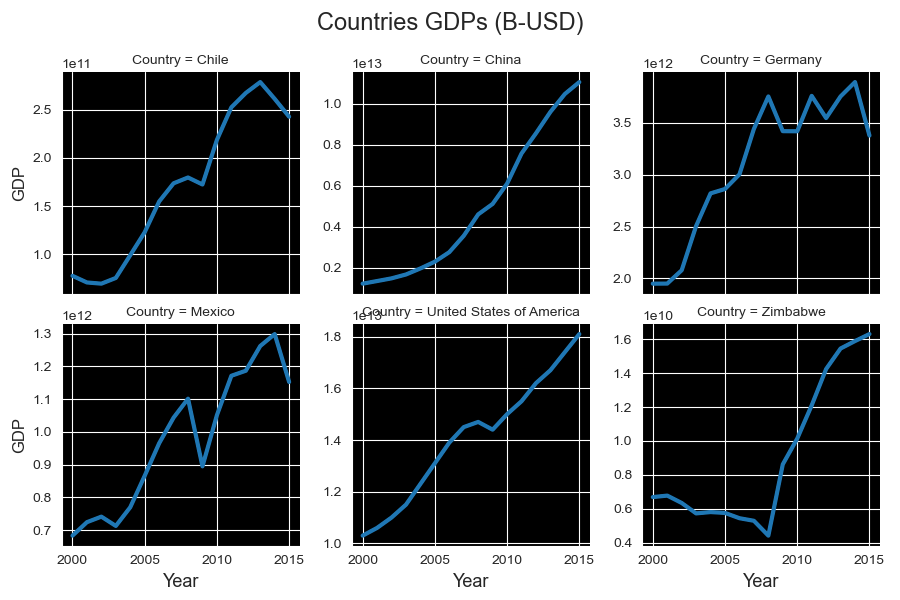 Countries GDPs (B-USD)
Country = Chile
1e11
2.5
2.0
1.5
1.0
GDP
Country = China
1e13
1.0
0.8
0.6
0.4
0.2
Country = Germany
1e12
3.5
3.0
2.5
2.0
Country = Mexico
1e12
1.3
1.2
1.1
1.0
0.9
0.8
0.7
GDP
2000 2005 2010 2015
Year
Country = United States of America
1e13
1.8
1.6
1.4
1.2
1.0
2000 2005 2010 2015
Year
Country = Zimbabwe
1e10
1.6
1.4
1.2
1.0
0.8
0.6
0.4
2000 2005 2010 2015
Year